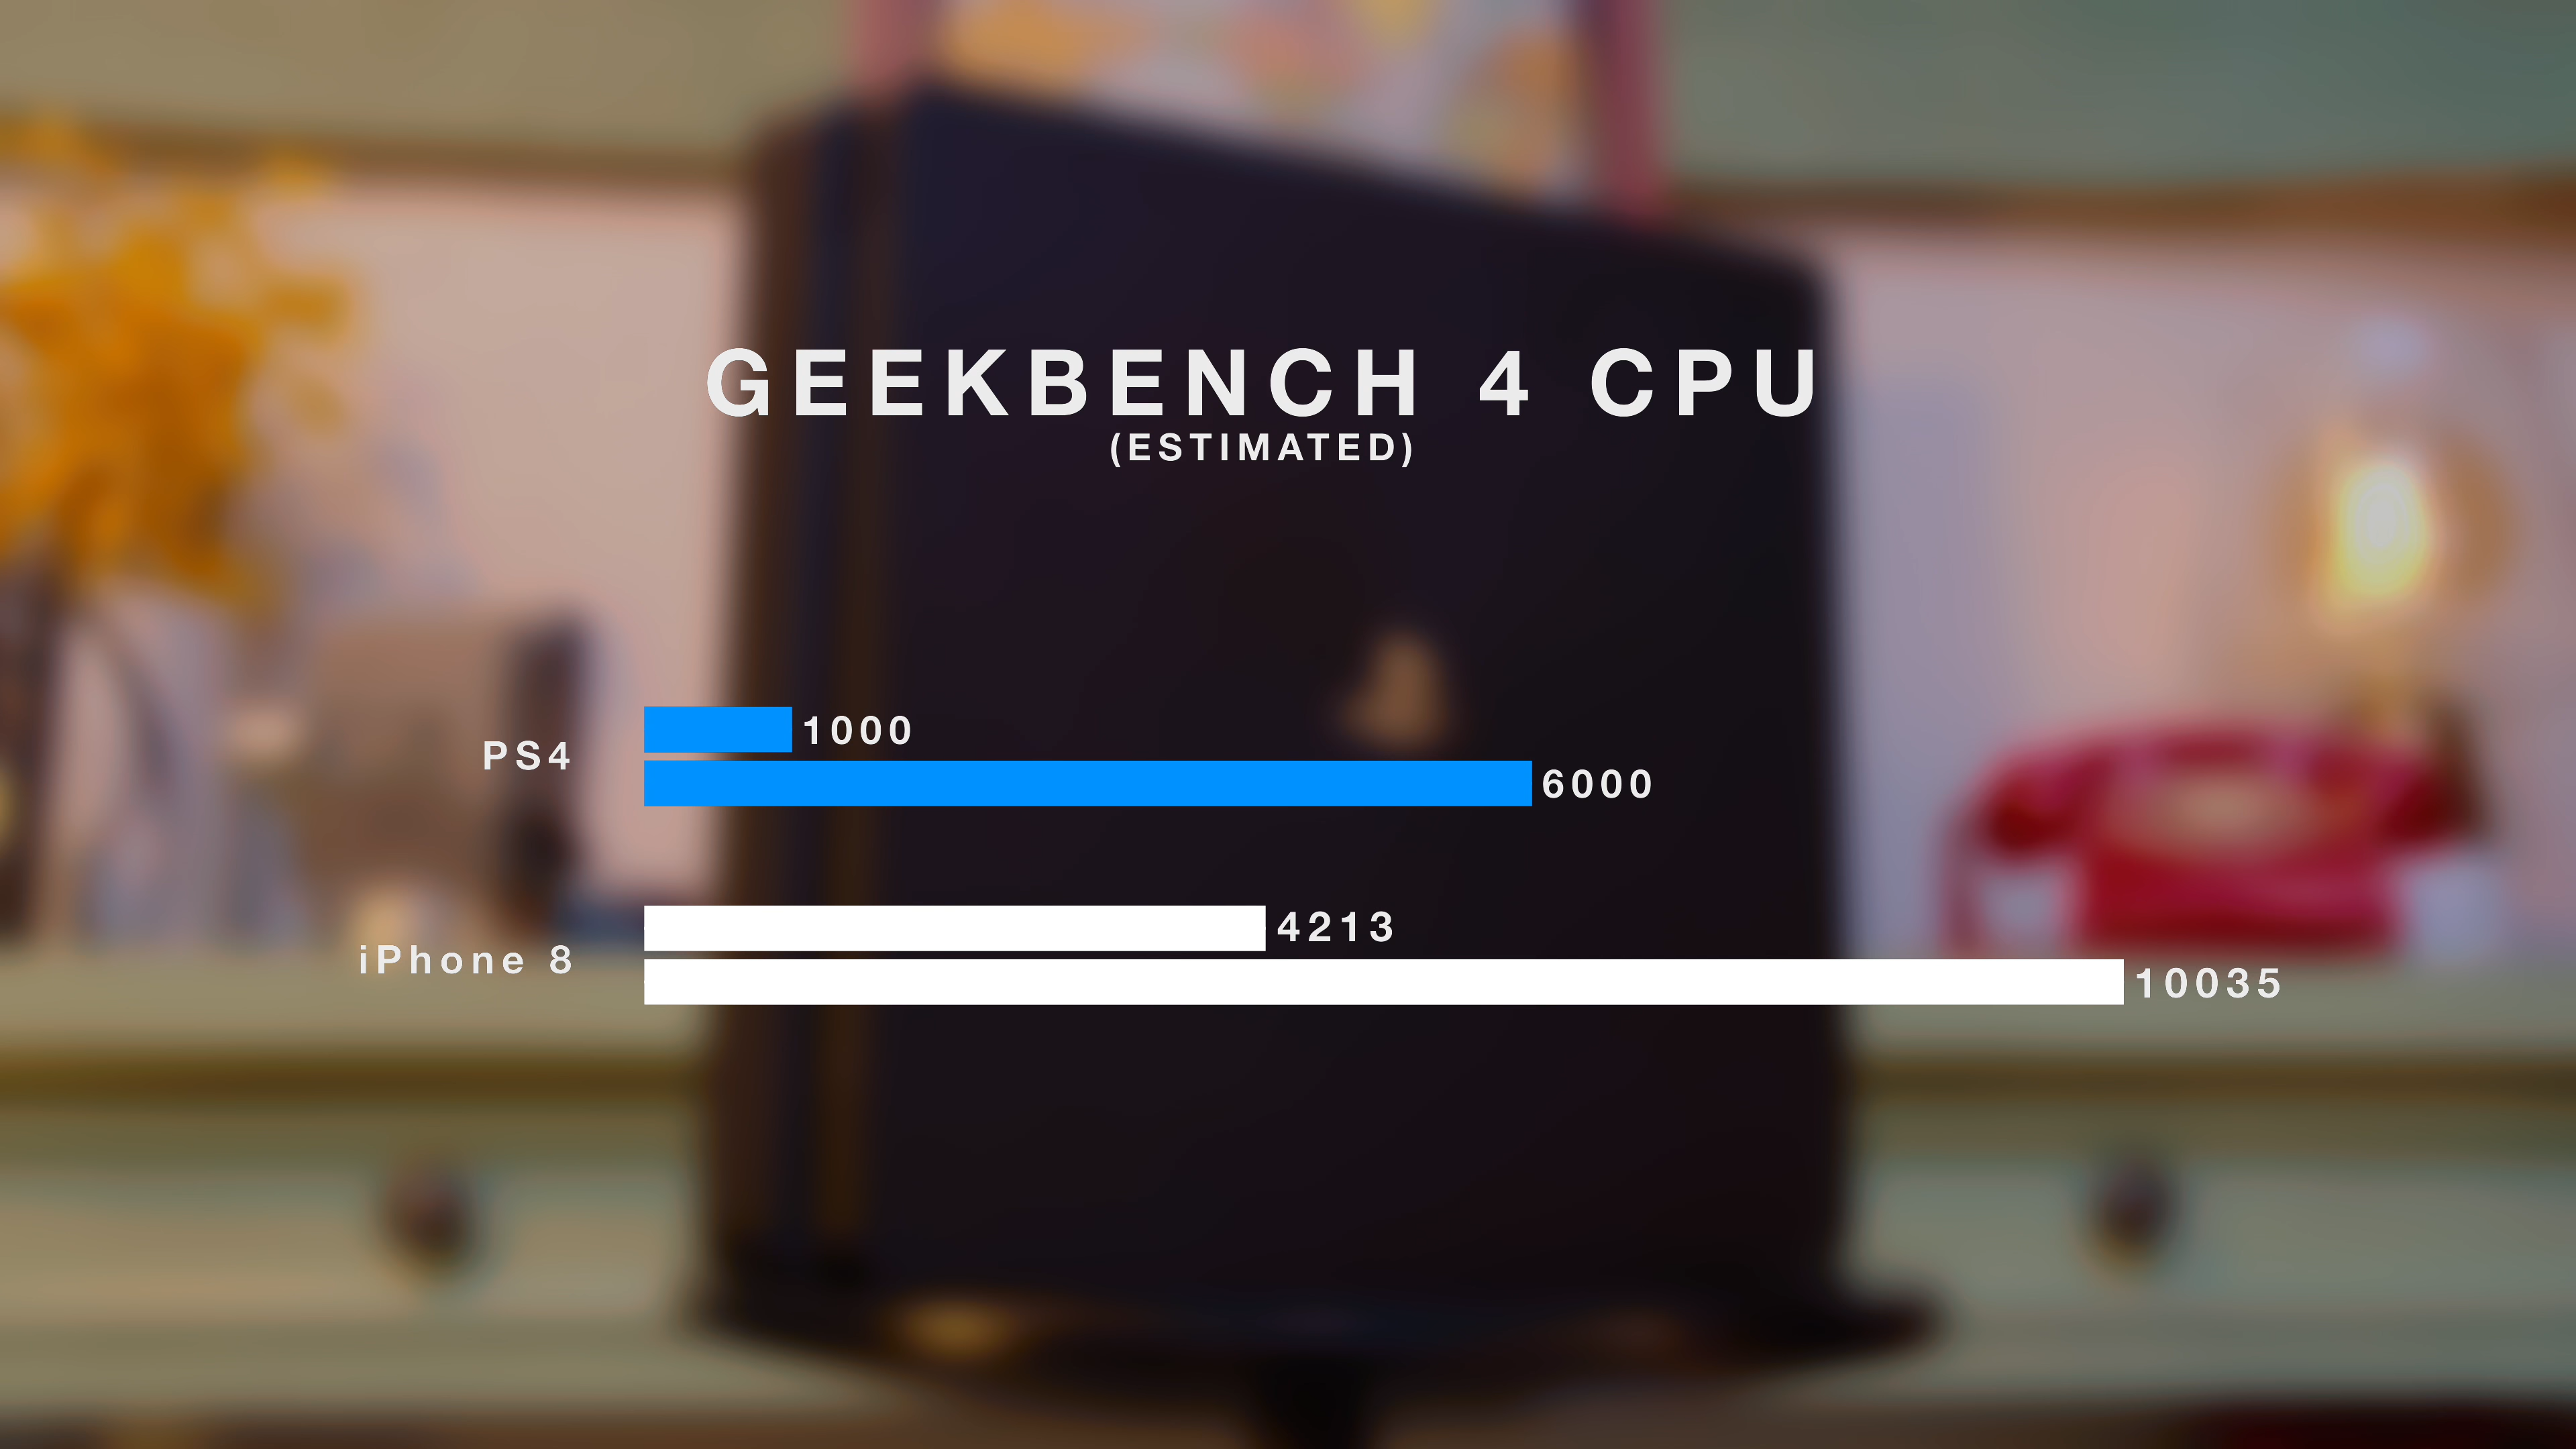 GEEKBENCH 4 CPU
(ESTIMATED)
PS4
1000
6000
iPhone 8
4213
10035